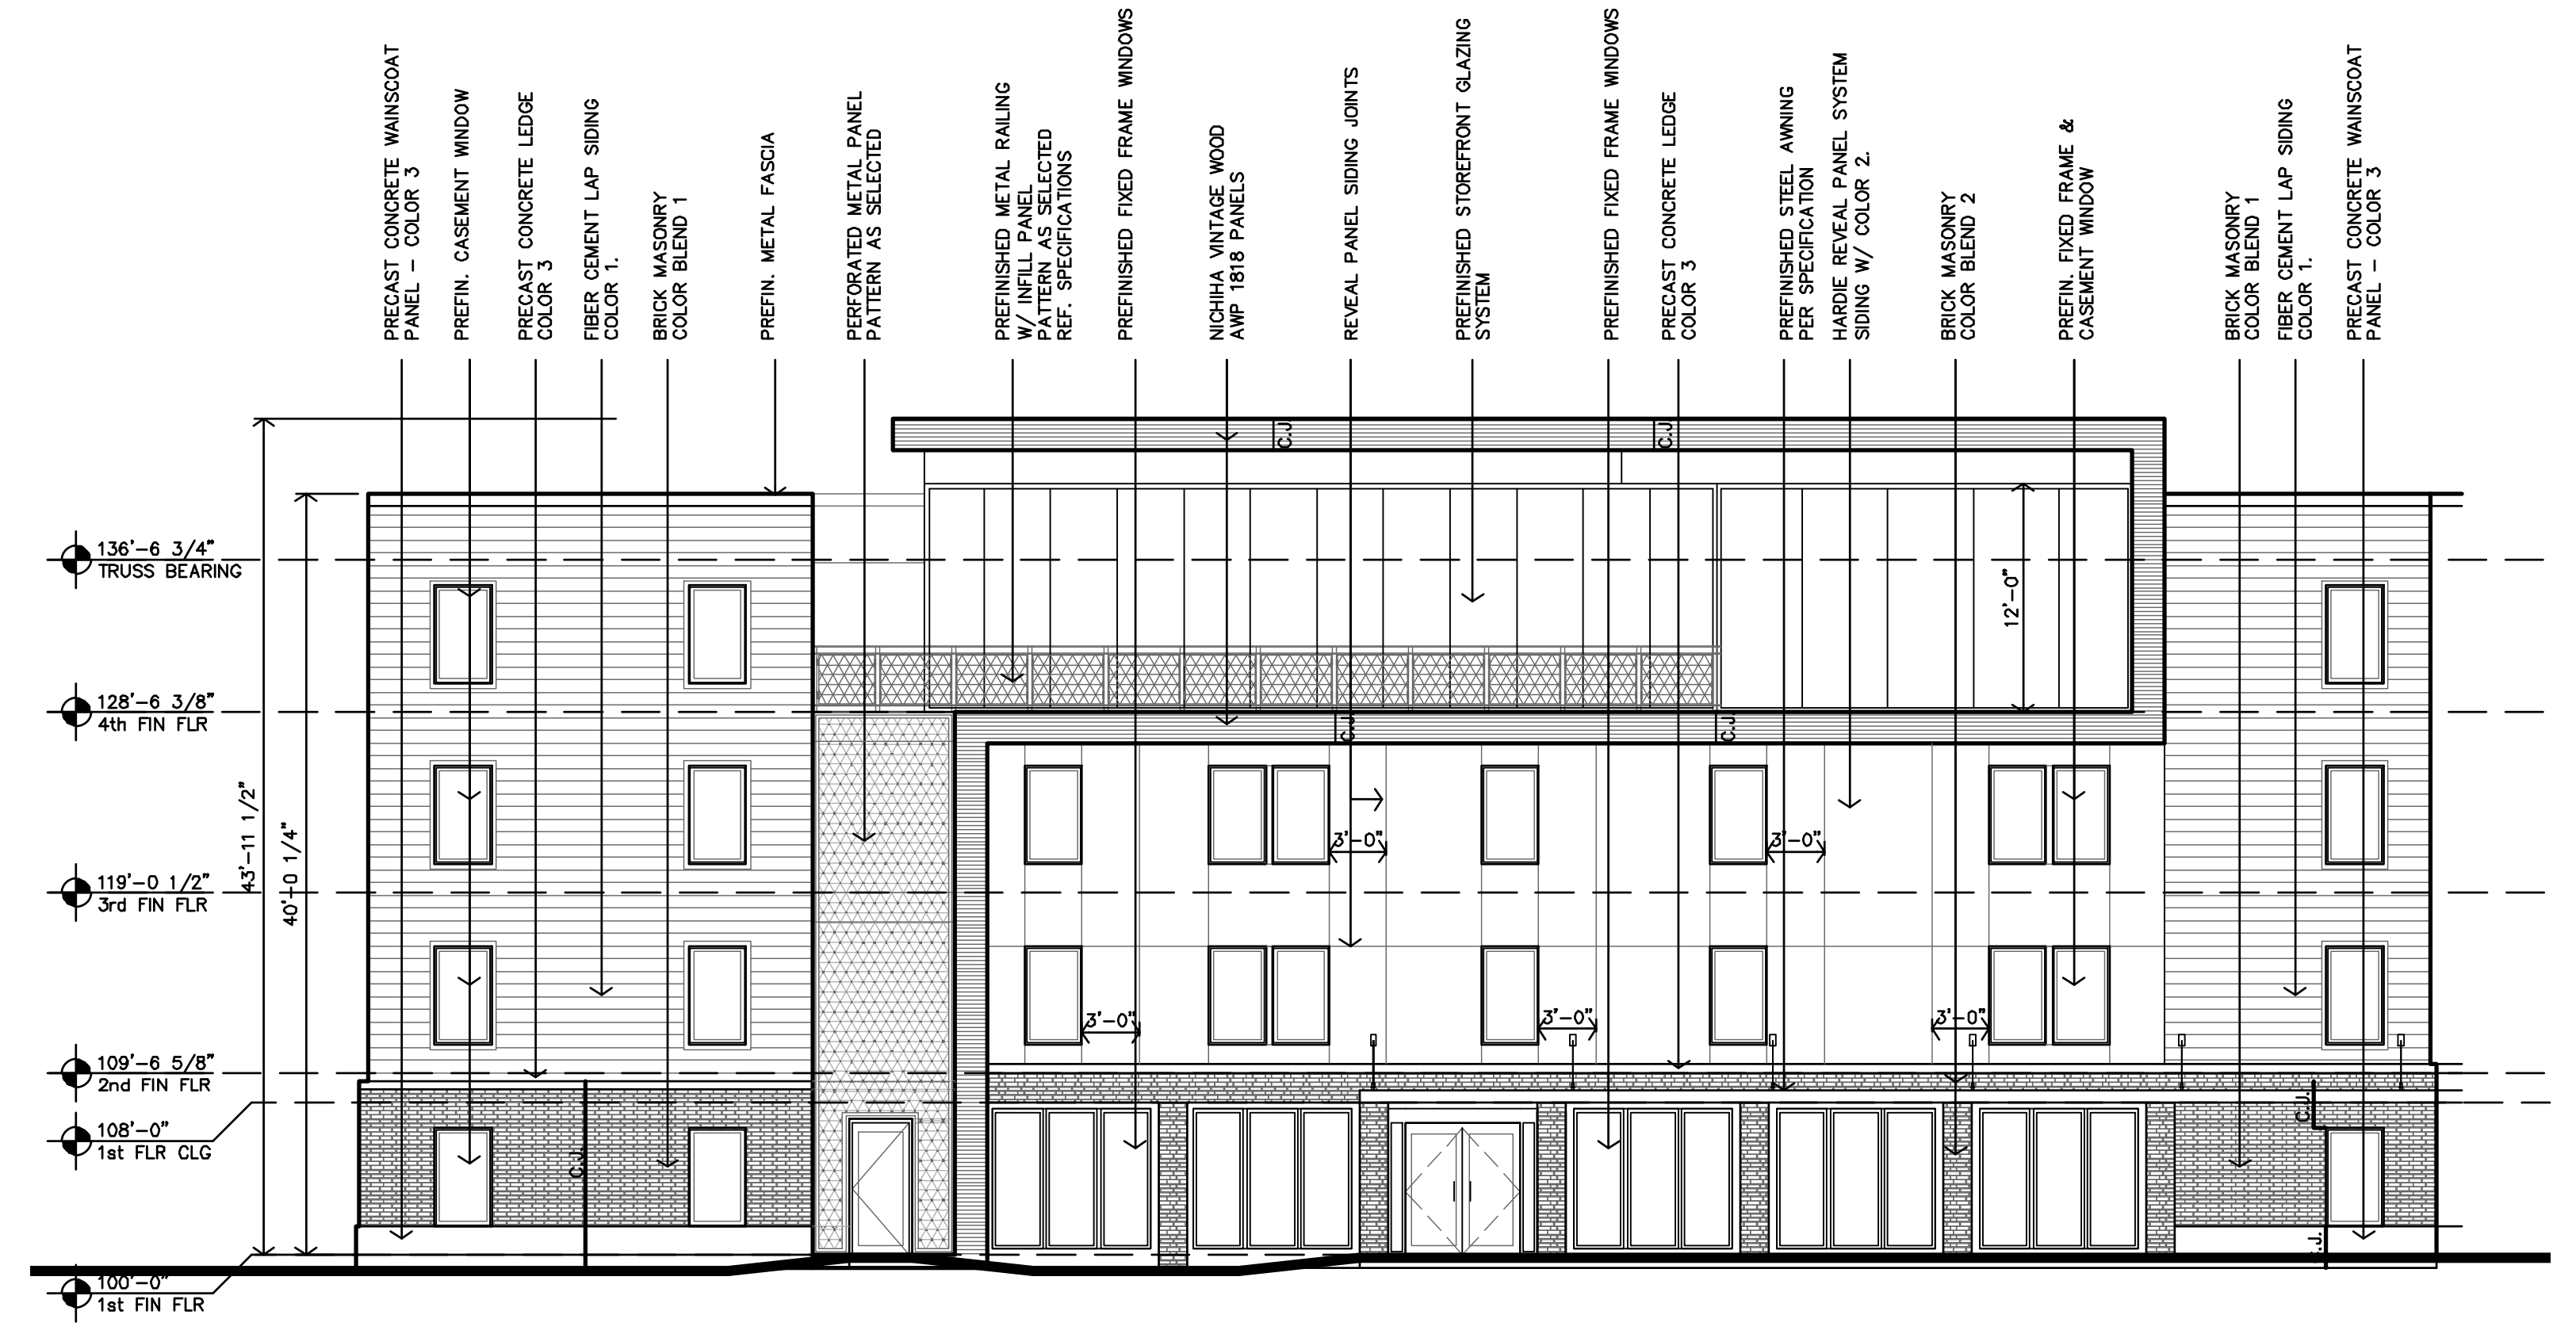 PRECAST CONCRETE WAINSCOAT
PANEL – COLOR 3
PREFIN. CASEMENT WINDOW
PRECAST CONCRETE LEDGE
COLOR 3
FIBER CEMENT LAP SIDING
COLOR 1.
BRICK MASONRY
COLOR BLEND 1
PREFIN. METAL FASCIA
PERFORATED METAL PANEL
PATTERN AS SELECTED
PREFINISHED METAL RAILING
W/ INFILL PANEL
PATTERN AS SELECTED
REF. SPECIFICATIONS
PREFINISHED FIXED FRAME WINDOWS
NICHIHA VINTAGE WOOD
AWP 1818 PANELS
REVEAL PANEL SIDING JOINTS
PREFINISHED STOREFRONT GLAZING
SYSTEM
PREFINISHED FIXED FRAME WINDOWS
PRECAST CONCRETE LEDGE
COLOR 3
PREFINISHED STEEL AWNING
PER SPECIFICATION
HARDIE REVEAL PANEL SYSTEM
SIDING W/ COLOR 2.
BRICK MASONRY
COLOR BLEND 2
PREFIN. FIXED FRAME &
CASEMENT WINDOW
BRICK MASONRY
COLOR BLEND 1
FIBER CEMENT LAP SIDING
COLOR 1.
PRECAST CONCRETE WAINSCOAT
PANEL – COLOR 3
C.J.
C.J.
136'-6 3/4"
TRUSS BEARING
12'-0"
128'-6 3/8"
4th FIN FLR
C.J.
C.J.
43'-11 1/2"
40'-0 1/4"
3'-0"
3'-0"
119'-0 1/2"
3rd FIN FLR
3'-0"
3'-0"
3'-0"
109'-6 5/8"
2nd FIN FLR
C.J.
108'-0"
1st FLR CLG
C.J.
C.J.
100'-0"
1st FIN FLR